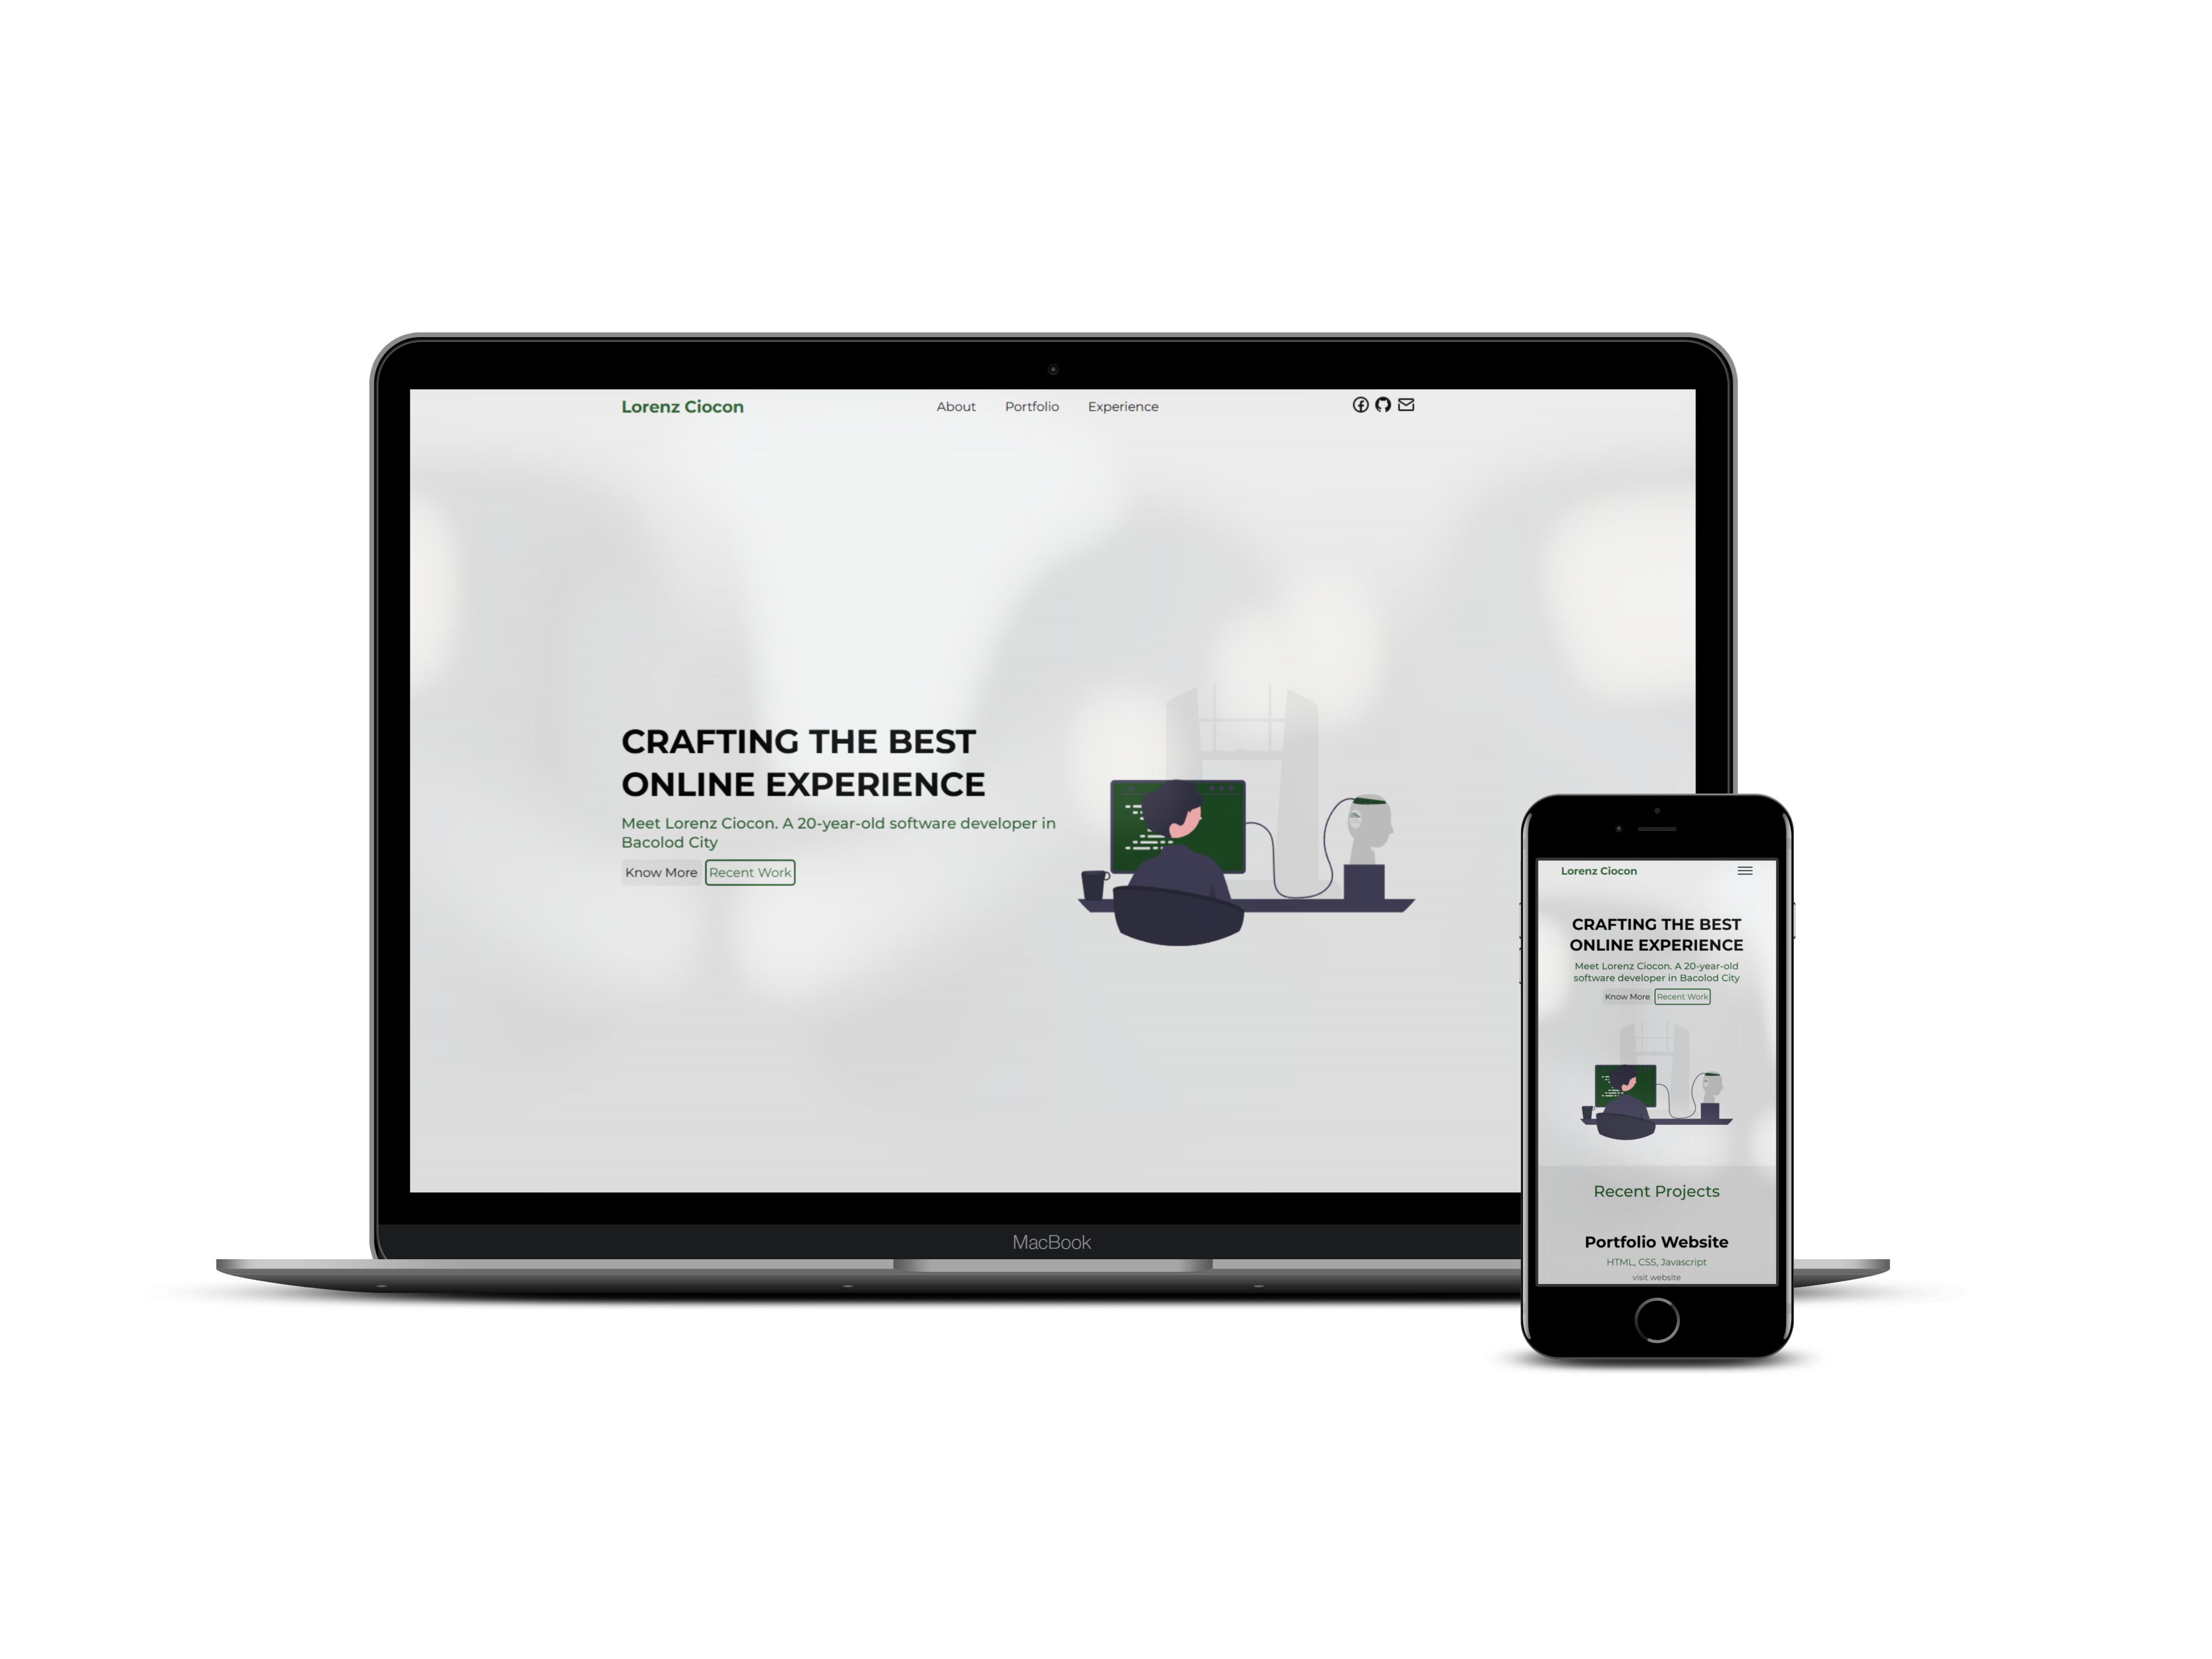 Lorenz Ciocon
About Portfolio Experience
CRAFTING THE BEST
ONLINE EXPERIENCE
Meet Lorenz Ciocon. A 20-year-old software developer in
Bacolod City
Know More Recent Work
MacBook
Lorenz Ciocon
CRAFTING THE BEST
ONLINE EXPERIENCE
Meet Lorenz Ciocon. A 20-year-old
software developer in Bacolod City
Know More Recent Work
Recent Projects
Portfolio Website
HTML, CSS, Javascript
visit website